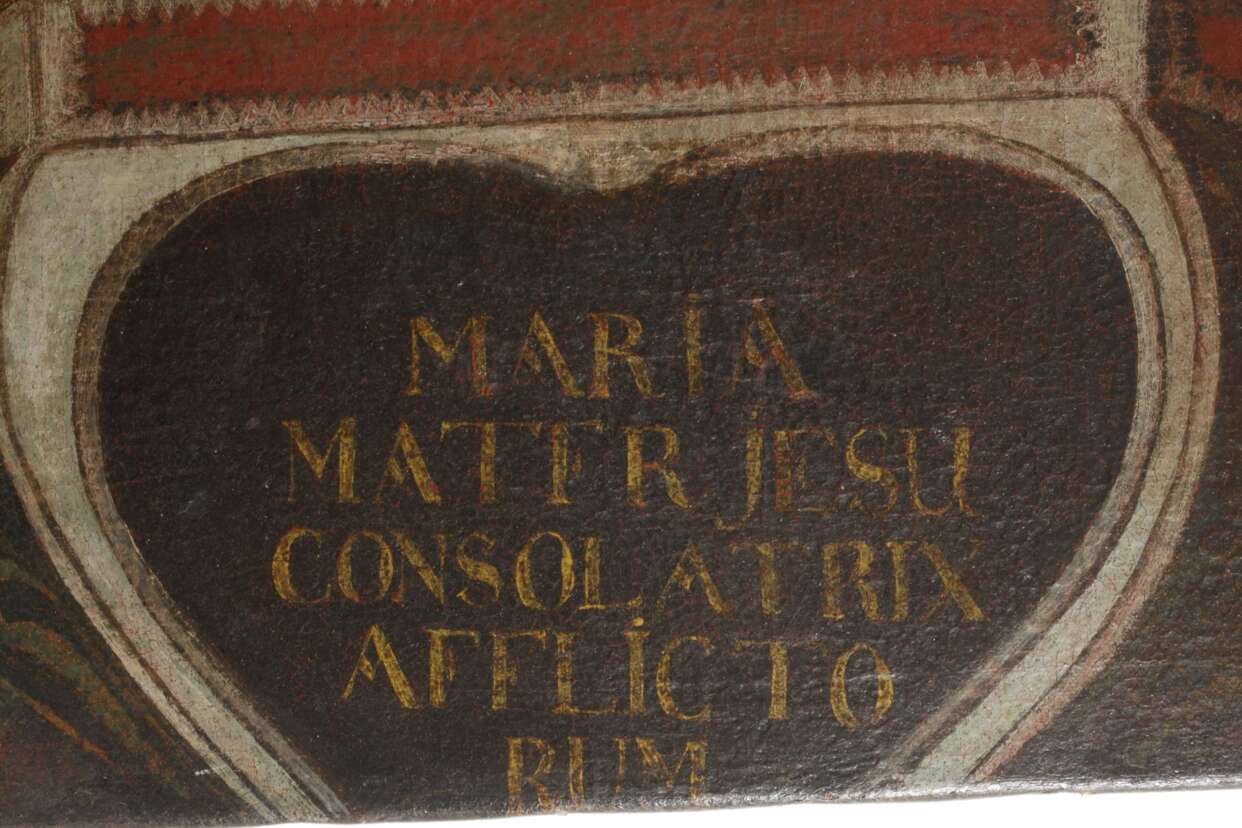 MARiA
MATER jESU
CONSOLATRIX
AFFLiCTO
RUM